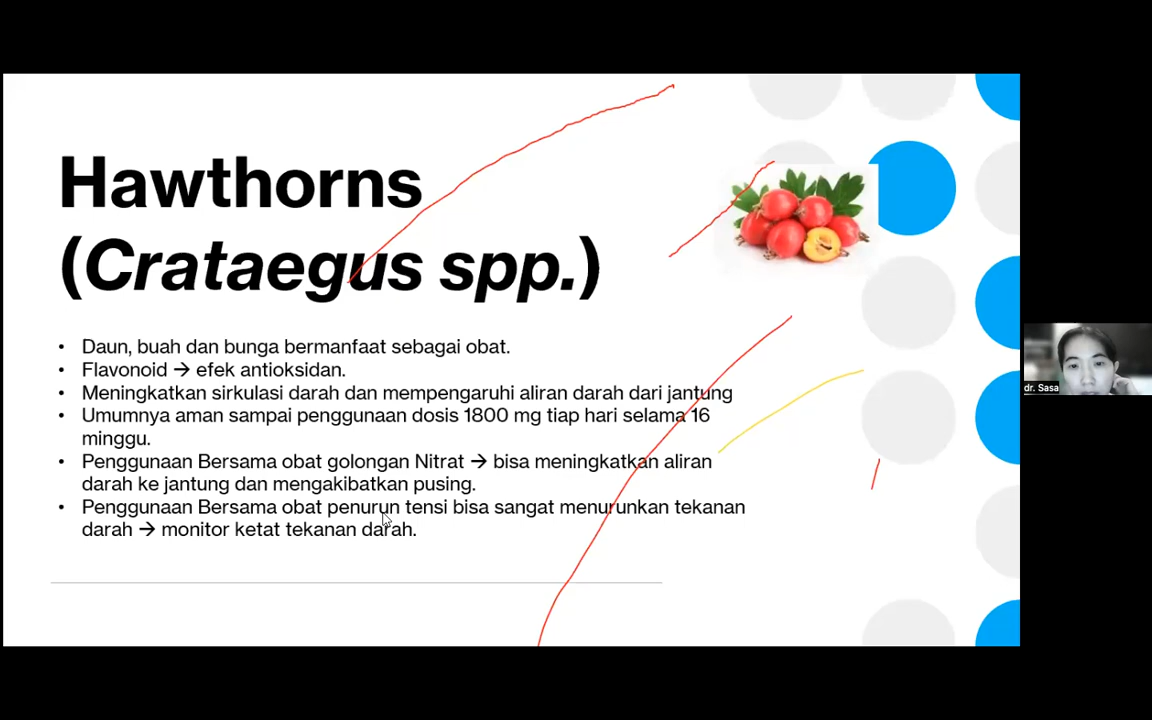 Hawthorns
(Crataegus spp.)
• Daun, buah dan bunga bermanfaat sebagai obat.
• Flavonoid → efek antioksidan.
• Meningkatkan sirkulasi darah dan mempengaruhi aliran darah dari jantung
• Umumnya aman sampai penggunaan dosis 1800 mg tiap hari selama 16
minggu.
• Penggunaan Bersama obat golongan Nitrat → bisa meningkatkan aliran
darah ke jantung dan mengakibatkan pusing.
• Penggunaan Bersama obat penurun tensi bisa sangat menurunkan tekanan
darah → monitor ketat tekanan darah.
dr. Sasa